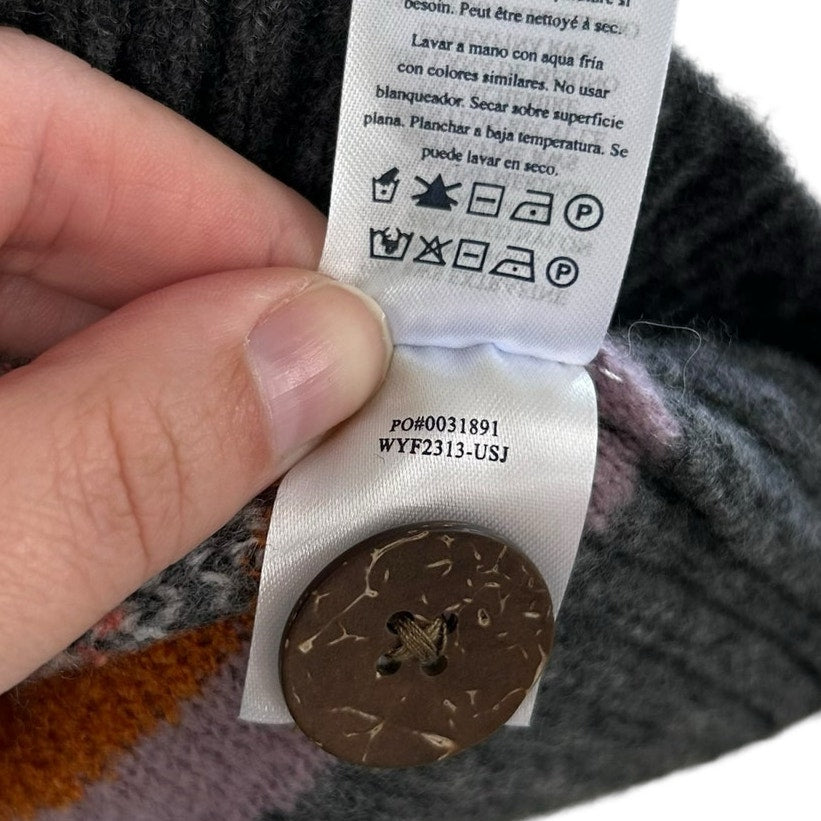 besoin. Peut être nettoyé à sec.
Lavar a mano con aqua fría
con colores similares. No usar
blanqueador. Secar sobre superficie
plana. Planchar a baja temperatura. Se
puede lavar en seco.
P
P
PO#0031891
WYF2313-USJ